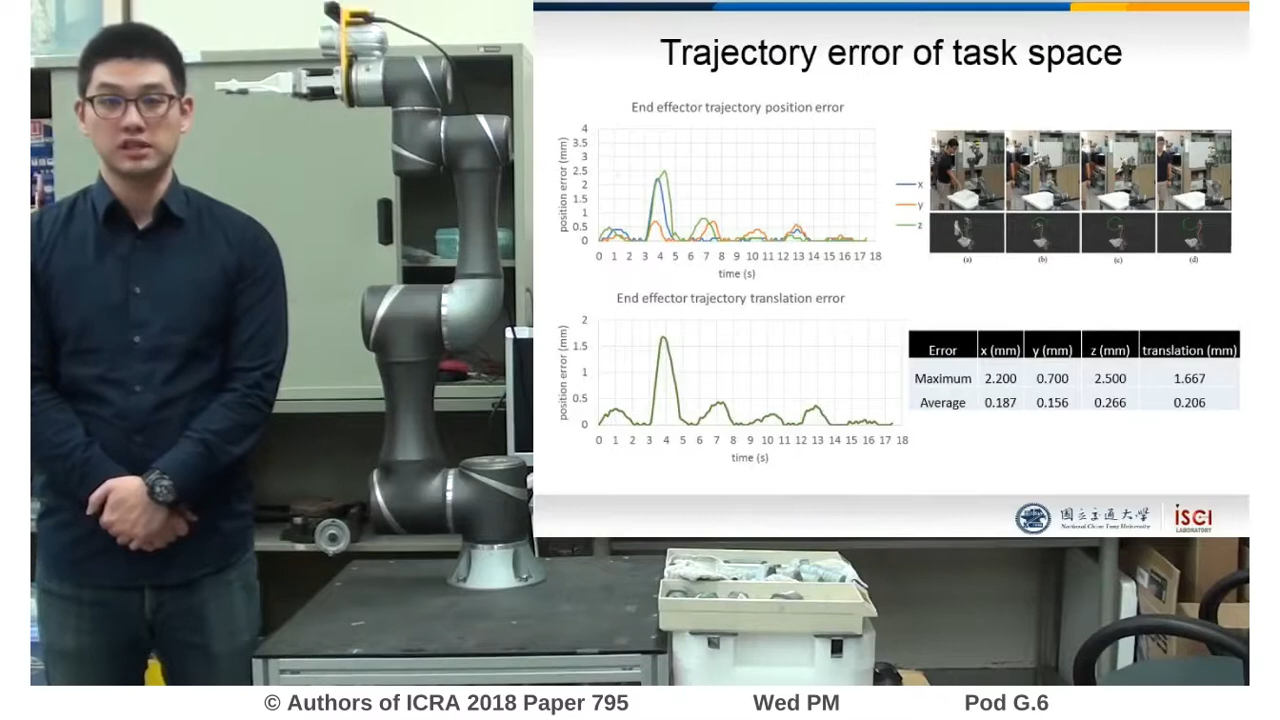 Trajectory error of task space
End effector trajectory position error
position error (mm)
4
3.5
3
2.5
2
1.5
1
0.5
0
0 1 2 3 4 5 6 7 8 9 10 11 12 13 14 15 16 17 18
time (s)
x
y
z
(a) (b) (c) (d)
End effector trajectory translation error
position error (mm)
2
1.5
1
0.5
0
0 1 2 3 4 5 6 7 8 9 10 11 12 13 14 15 16 17 18
time (s)
Error x (mm) y (mm) z (mm) translation (mm)
Maximum 2.200 0.700 2.500 1.667
Average 0.187 0.156 0.266 0.206
國立交通大學
National Chiao Tung University
iSCI
LABORATORY
© Authors of ICRA 2018 Paper 795 Wed PM Pod G.6